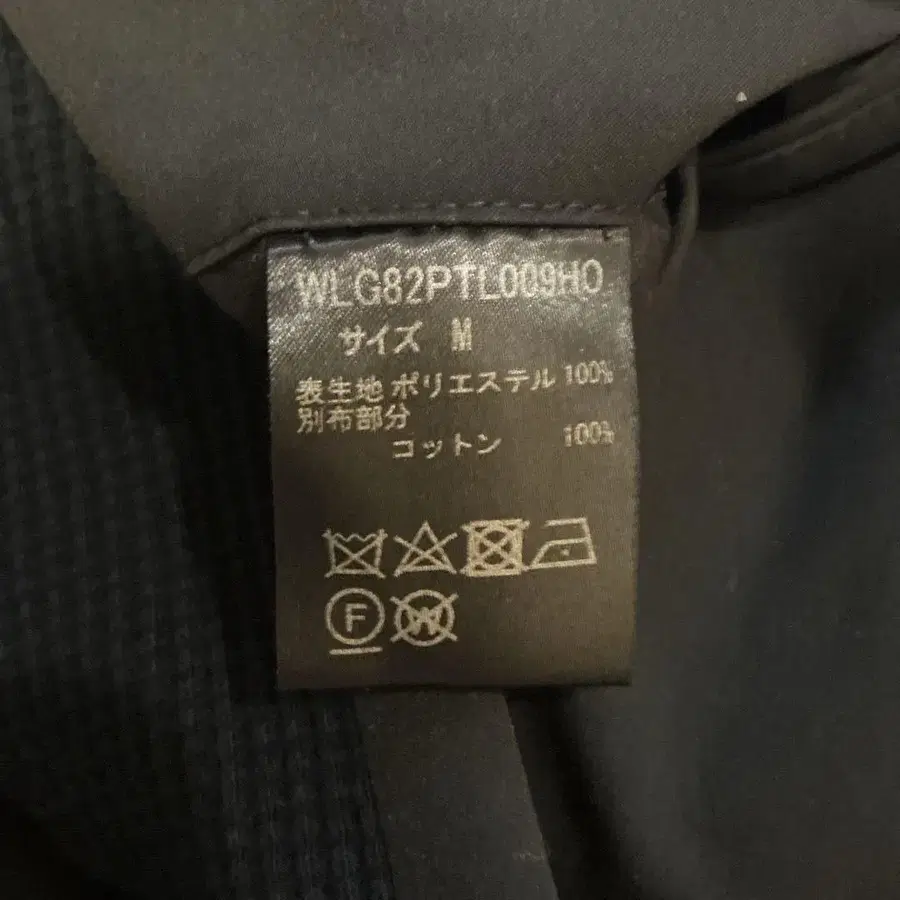 WLG82PTL009HO
サイズ M
表生地 ポリエステル 100%
別布部分
コットン 100%
F
W